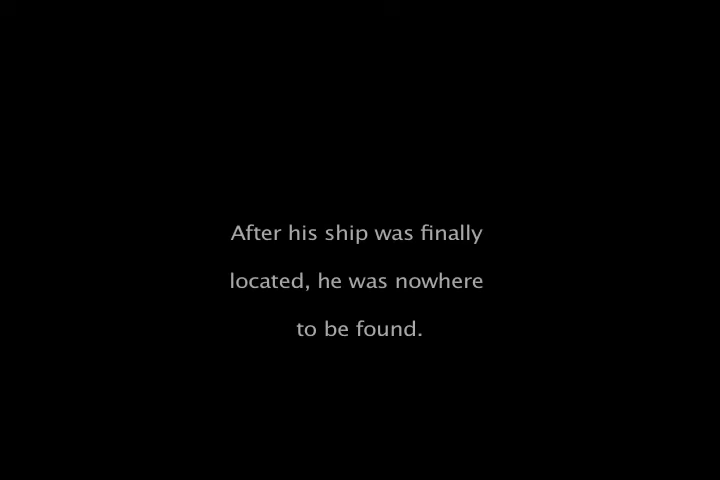 After his ship was finally
located, he was nowhere
to be found.